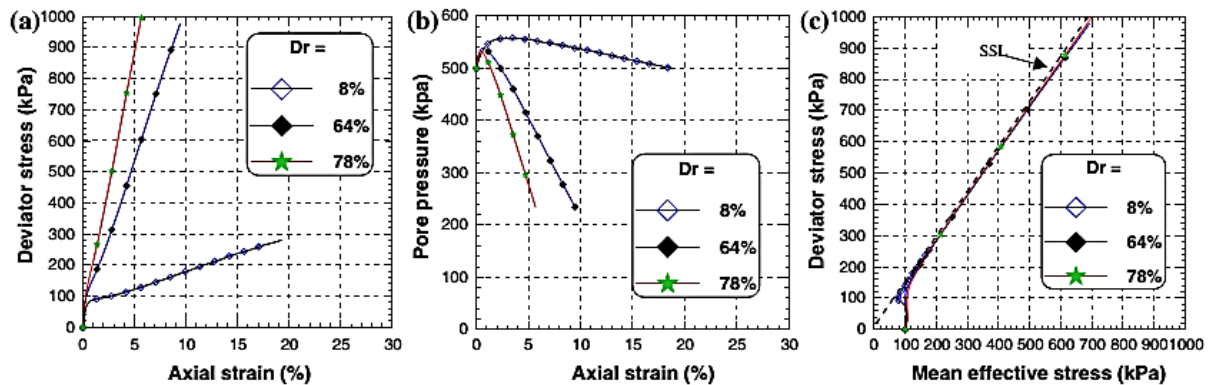 (a)
Deviator stress (kPa)
1000
900
800
700
600
500
400
300
200
100
0
0 5 10 15 20 25 30
Axial strain (%)
Dr =
8%
64%
78%
(b)
Pore pressure (kpa)
600
500
400
300
200
100
0
0 5 10 15 20 25 30
Axial strain (%)
Dr =
8%
64%
78%
(c)
Deviator stress (kPa)
1000
900
800
700
600
500
400
300
200
100
0
0 100 200 300 400 500 600 700 800 900 1000
Mean effective stress (kPa)
SSL
Dr =
8%
64%
78%